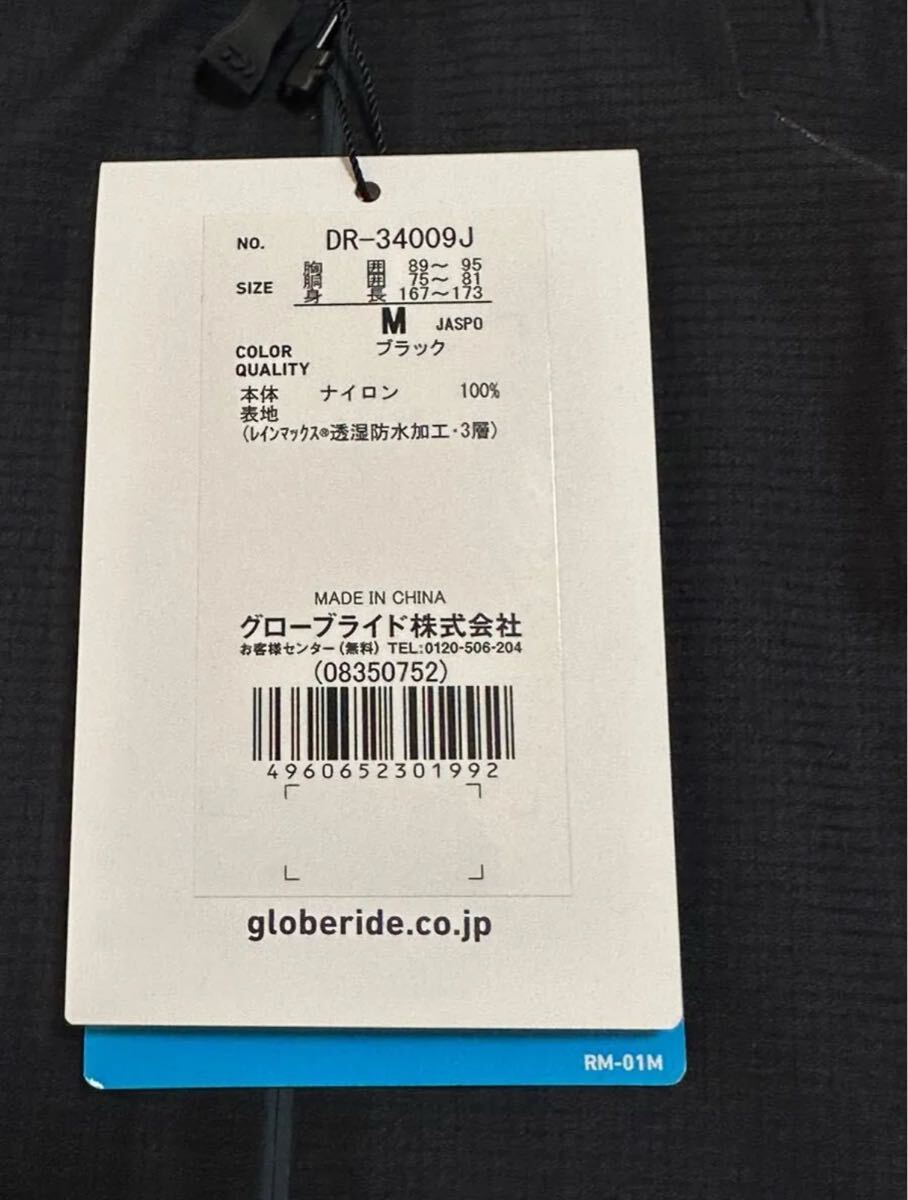 NO. DR-34009J
SIZE
胸 囲 89～ 95
胴 囲 75～ 81
身 長 167～173
M JASPO
COLOR ブラック
QUALITY
本体 ナイロン 100%
表地
(ﾚｲﾝﾏｯｸｽ®透湿防水加工･3層)
MADE IN CHINA
グローブライド株式会社
お客様センター(無料) TEL:0120-506-204
(08350752)
4960652301992
globeride.co.jp
RM-01M